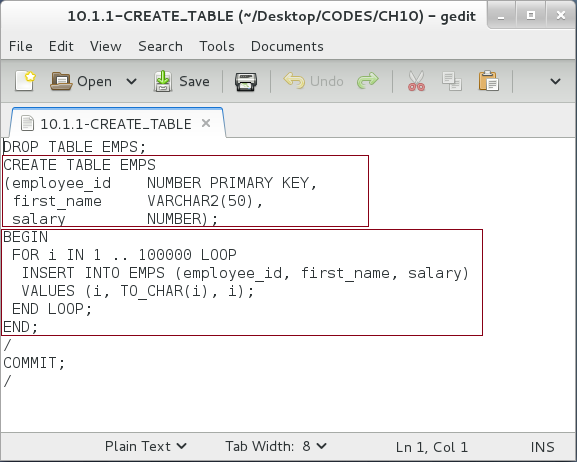 10.1.1-CREATE_TABLE (~/Desktop/CODES/CH10) – gedit
File Edit View Search Tools Documents
Open Save Undo
10.1.1-CREATE_TABLE ×
DROP TABLE EMPS;
CREATE TABLE EMPS
(employee_id    NUMBER PRIMARY KEY,
 first_name     VARCHAR2(50),
 salary         NUMBER);
BEGIN
 FOR i IN 1 .. 100000 LOOP
  INSERT INTO EMPS (employee_id, first_name, salary)
  VALUES (i, TO_CHAR(i), i);
 END LOOP;
END;
/
COMMIT;
/
Plain Text Tab Width: 8 Ln 1, Col 1 INS